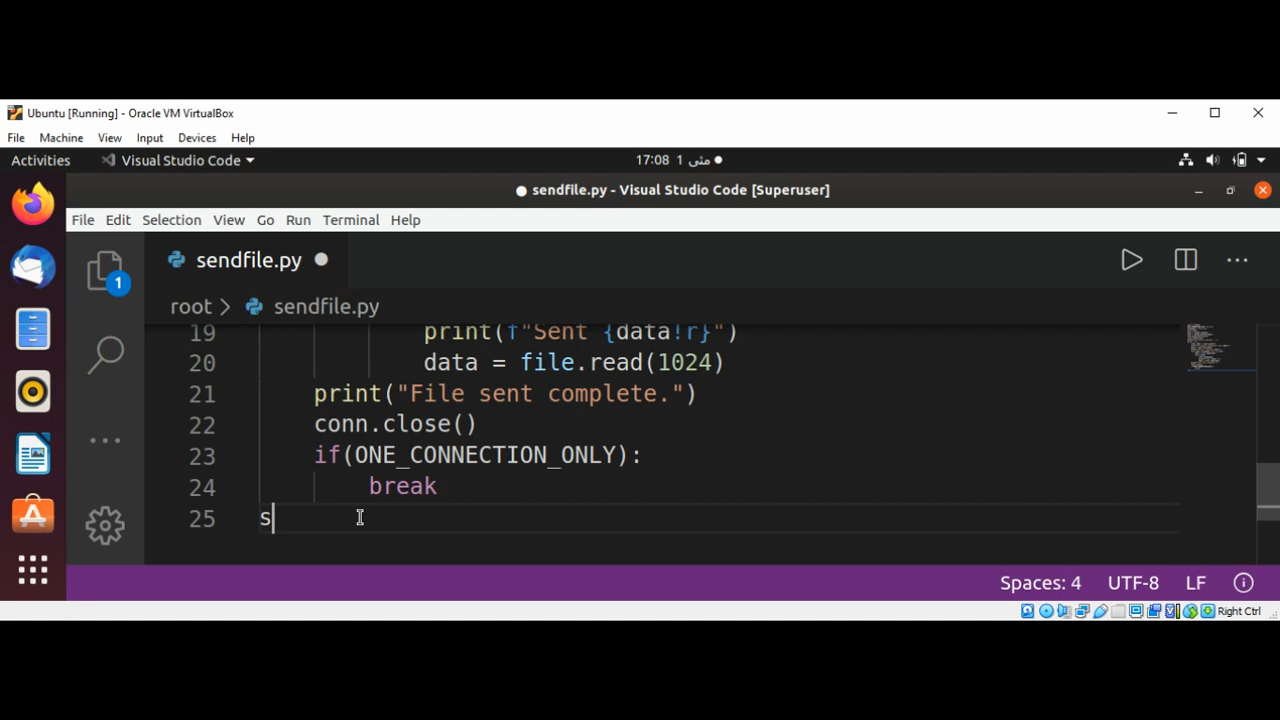 Ubuntu [Running] - Oracle VM VirtualBox
File Machine View Input Devices Help
Activities Visual Studio Code 17:08 1 مئی
sendfile.py - Visual Studio Code [Superuser]
File Edit Selection View Go Run Terminal Help
1 sendfile.py
root > sendfile.py
19 print(f"Sent {data!r}")
20 data = file.read(1024)
21 print("File sent complete.")
22 conn.close()
23 if(ONE_CONNECTION_ONLY):
24 break
25 s
Spaces: 4 UTF-8 LF
Right Ctrl